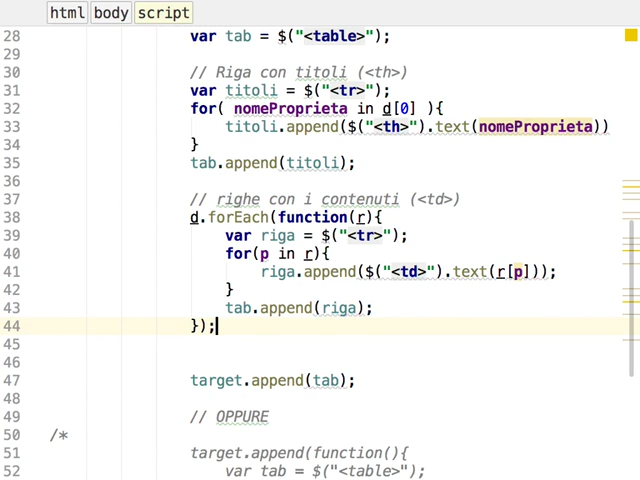 html body script
28 var tab = $("<table>");
29
30 // Riga con titoli (<th>)
31 var titoli = $("<tr>");
32 for( nomeProprieta in d[0] ){
33 titoli.append($("<th>").text(nomeProprieta))
34 }
35 tab.append(titoli);
36
37 // righe con i contenuti (<td>)
38 d.forEach(function(r){
39 var riga = $("<tr>");
40 for(p in r){
41 riga.append($("<td>").text(r[p]));
42 }
43 tab.append(riga);
44 });
45
46
47 target.append(tab);
48
49 // OPPURE
50 /*
51 target.append(function(){
52 var tab = $("<table>");